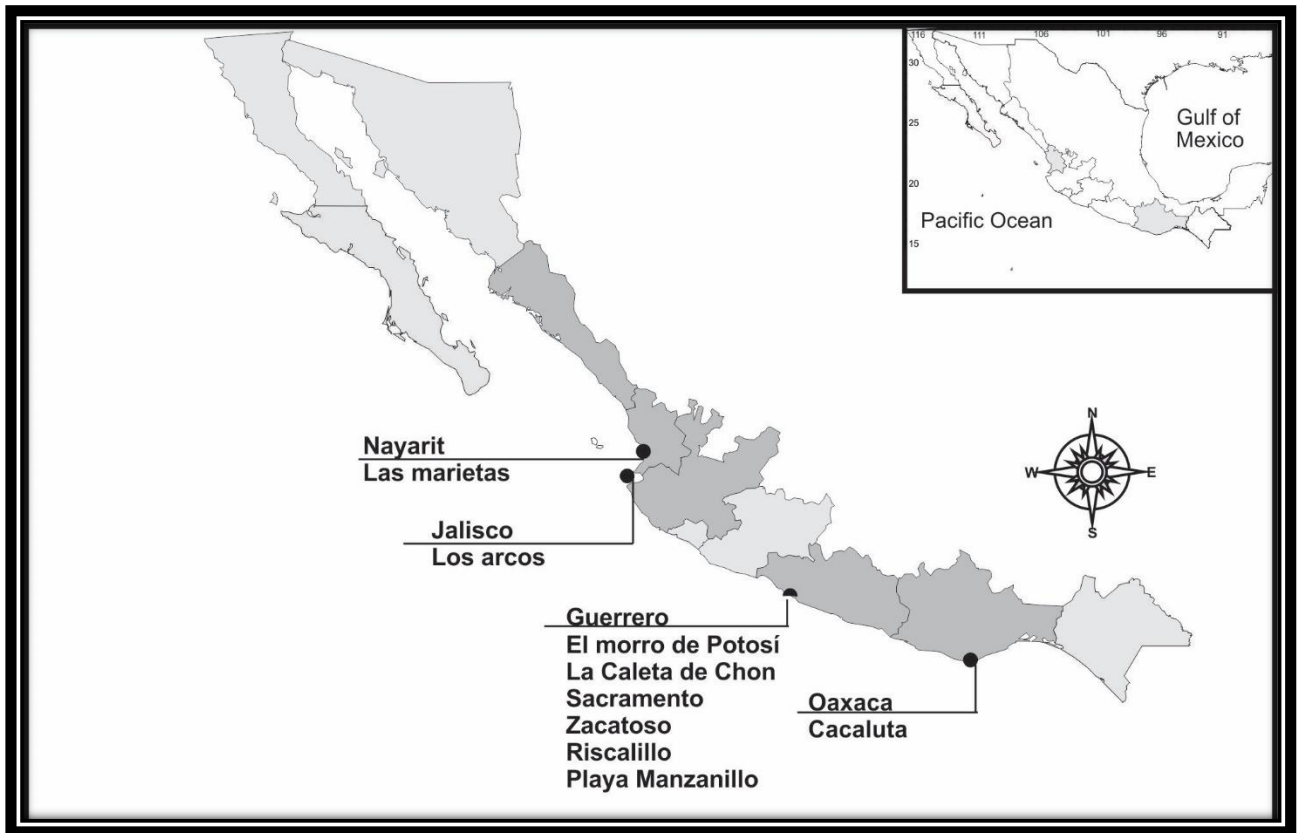 116 111 106 101 96 91
30
25
20
15
Gulf of
Mexico
Pacific Ocean
N
W E
S
Nayarit
Las marietas
Jalisco
Los arcos
Guerrero
El morro de Potosí
La Caleta de Chon
Sacramento
Zacatoso
Riscalillo
Playa Manzanillo
Oaxaca
Cacaluta